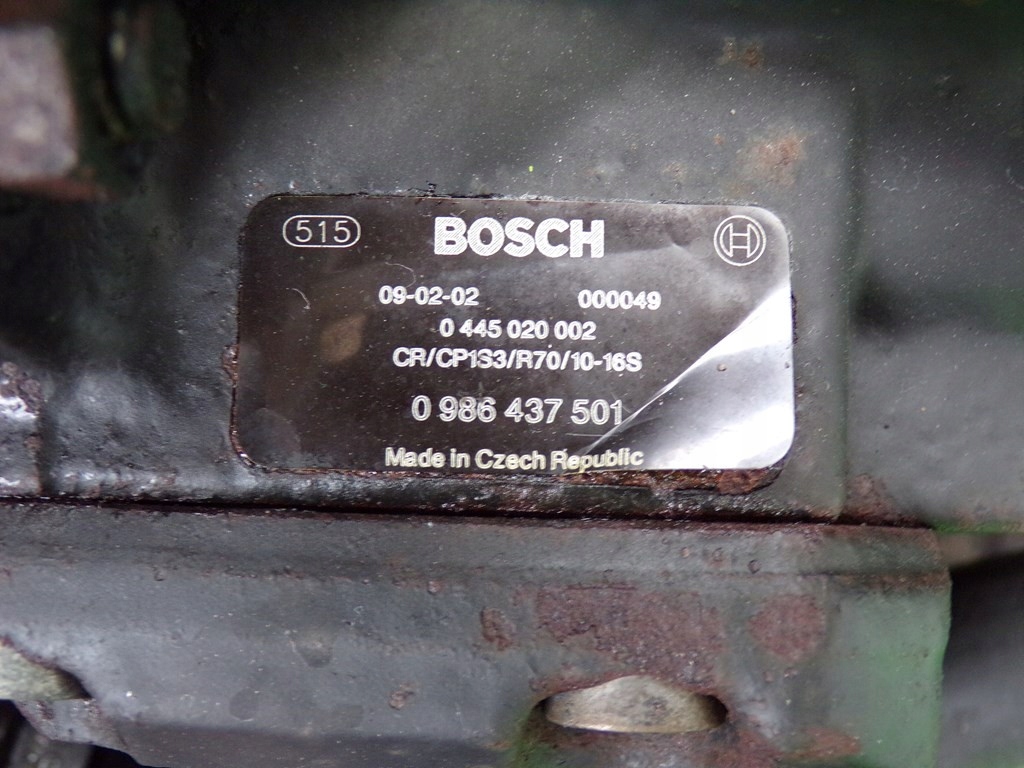 515 BOSCH
09-02-02 000049
0 445 020 002
CR/CP1S3/R70/10-16S
0 986 437 501
Made in Czech Republic